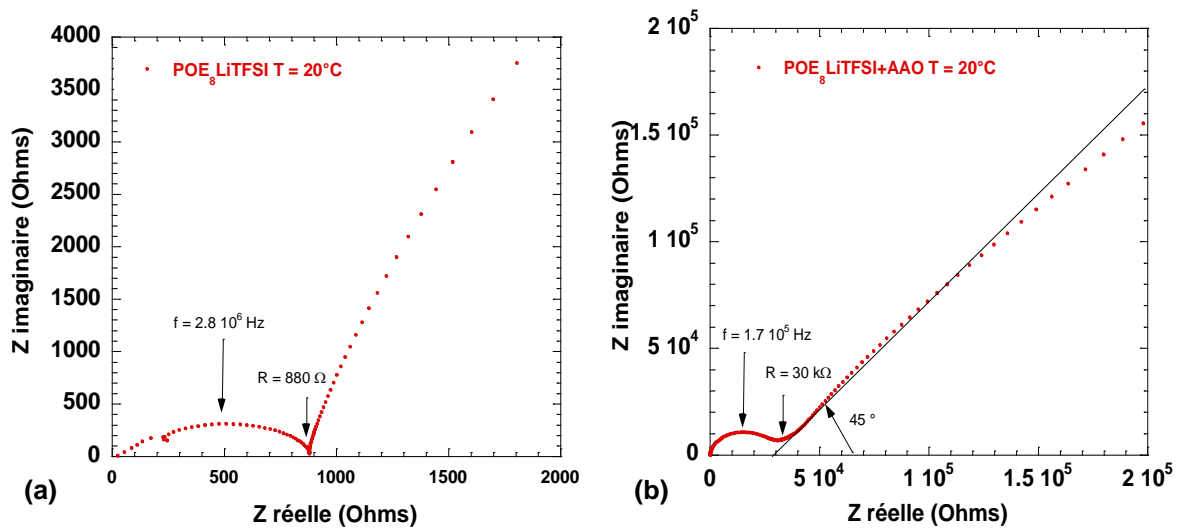 4000
3500
3000
2500
2000
1500
1000
500
0
Z imaginaire (Ohms)
POE8LiTFSI T = 20°C
f = 2.8 10^6 Hz
R = 880 Ω
0 500 1000 1500 2000
Z réelle (Ohms)
(a)
2 10^5
1.5 10^5
1 10^5
5 10^4
0
Z imaginaire (Ohms)
POE8LiTFSI+AAO T = 20°C
f = 1.7 10^5 Hz
R = 30 kΩ
45 °
0 5 10^4 1 10^5 1.5 10^5 2 10^5
Z réelle (Ohms)
(b)